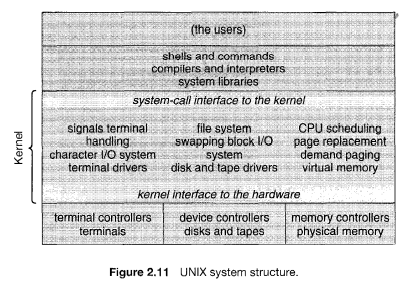 (the users)
shells and commands
compilers and interpreters
system libraries
system-call interface to the kernel
Kernel
signals terminal
handling
character I/O system
terminal drivers
file system
swapping block I/O
system
disk and tape drivers
CPU scheduling
page replacement
demand paging
virtual memory
kernel interface to the hardware
terminal controllers
terminals
device controllers
disks and tapes
memory controllers
physical memory
Figure 2.11 UNIX system structure.